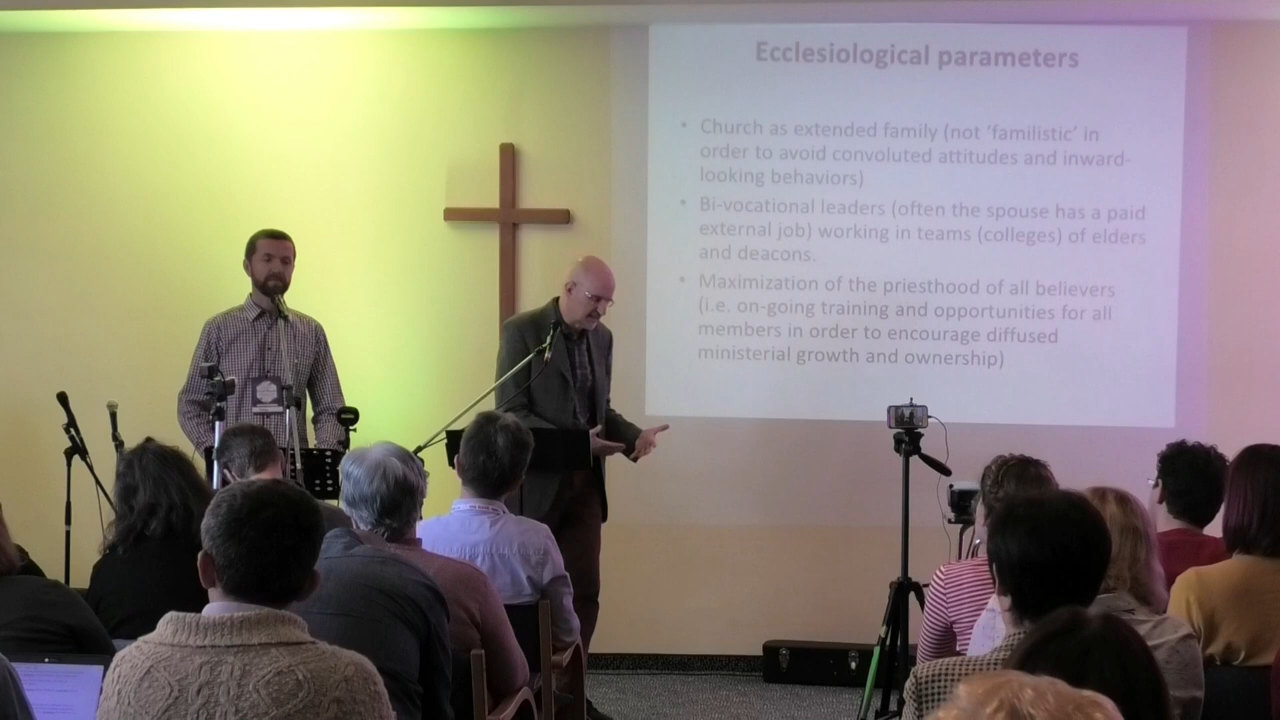 Ecclesiological parameters
• Church as extended family (not ‘familistic’ in
order to avoid convoluted attitudes and inward-
looking behaviors)
• Bi-vocational leaders (often the spouse has a paid
external job) working in teams (colleges) of elders
and deacons.
• Maximization of the priesthood of all believers
(i.e. on-going training and opportunities for all
members in order to encourage diffused
ministerial growth and ownership)